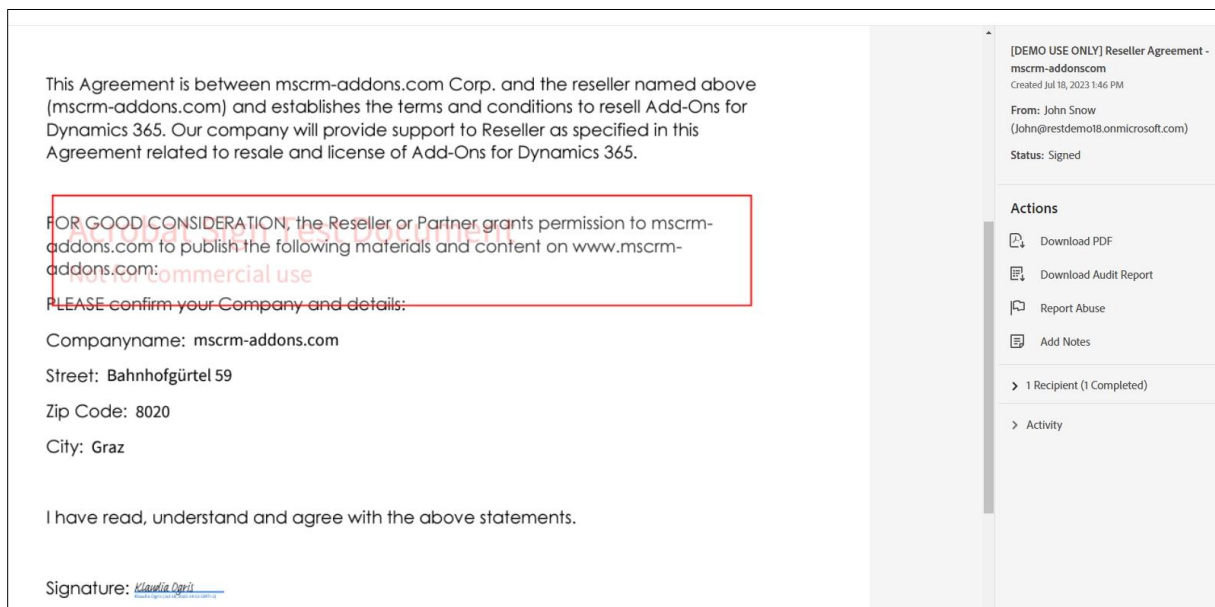 This Agreement is between mscrm-addons.com Corp. and the reseller named above
(mscrm-addons.com) and establishes the terms and conditions to resell Add-Ons for
Dynamics 365. Our company will provide support to Reseller as specified in this
Agreement related to resale and license of Add-Ons for Dynamics 365.
FOR GOOD CONSIDERATION, the Reseller or Partner grants permission to mscrm-
addons.com to publish the following materials and content on www.mscrm-
addons.com:
Acrobat Sign Test Document
Not for commercial use
PLEASE confirm your Company and details:
Companyname: mscrm-addons.com
Street: Bahnhofgürtel 59
Zip Code: 8020
City: Graz
I have read, understand and agree with the above statements.
Signature: Klaudia Ogris
[DEMO USE ONLY] Reseller Agreement -
mscrm-addonscom
Created Jul 18, 2023 1:46 PM
From: John Snow
(John@restdemo18.onmicrosoft.com)
Status: Signed
Actions
Download PDF
Download Audit Report
Report Abuse
Add Notes
1 Recipient (1 Completed)
Activity